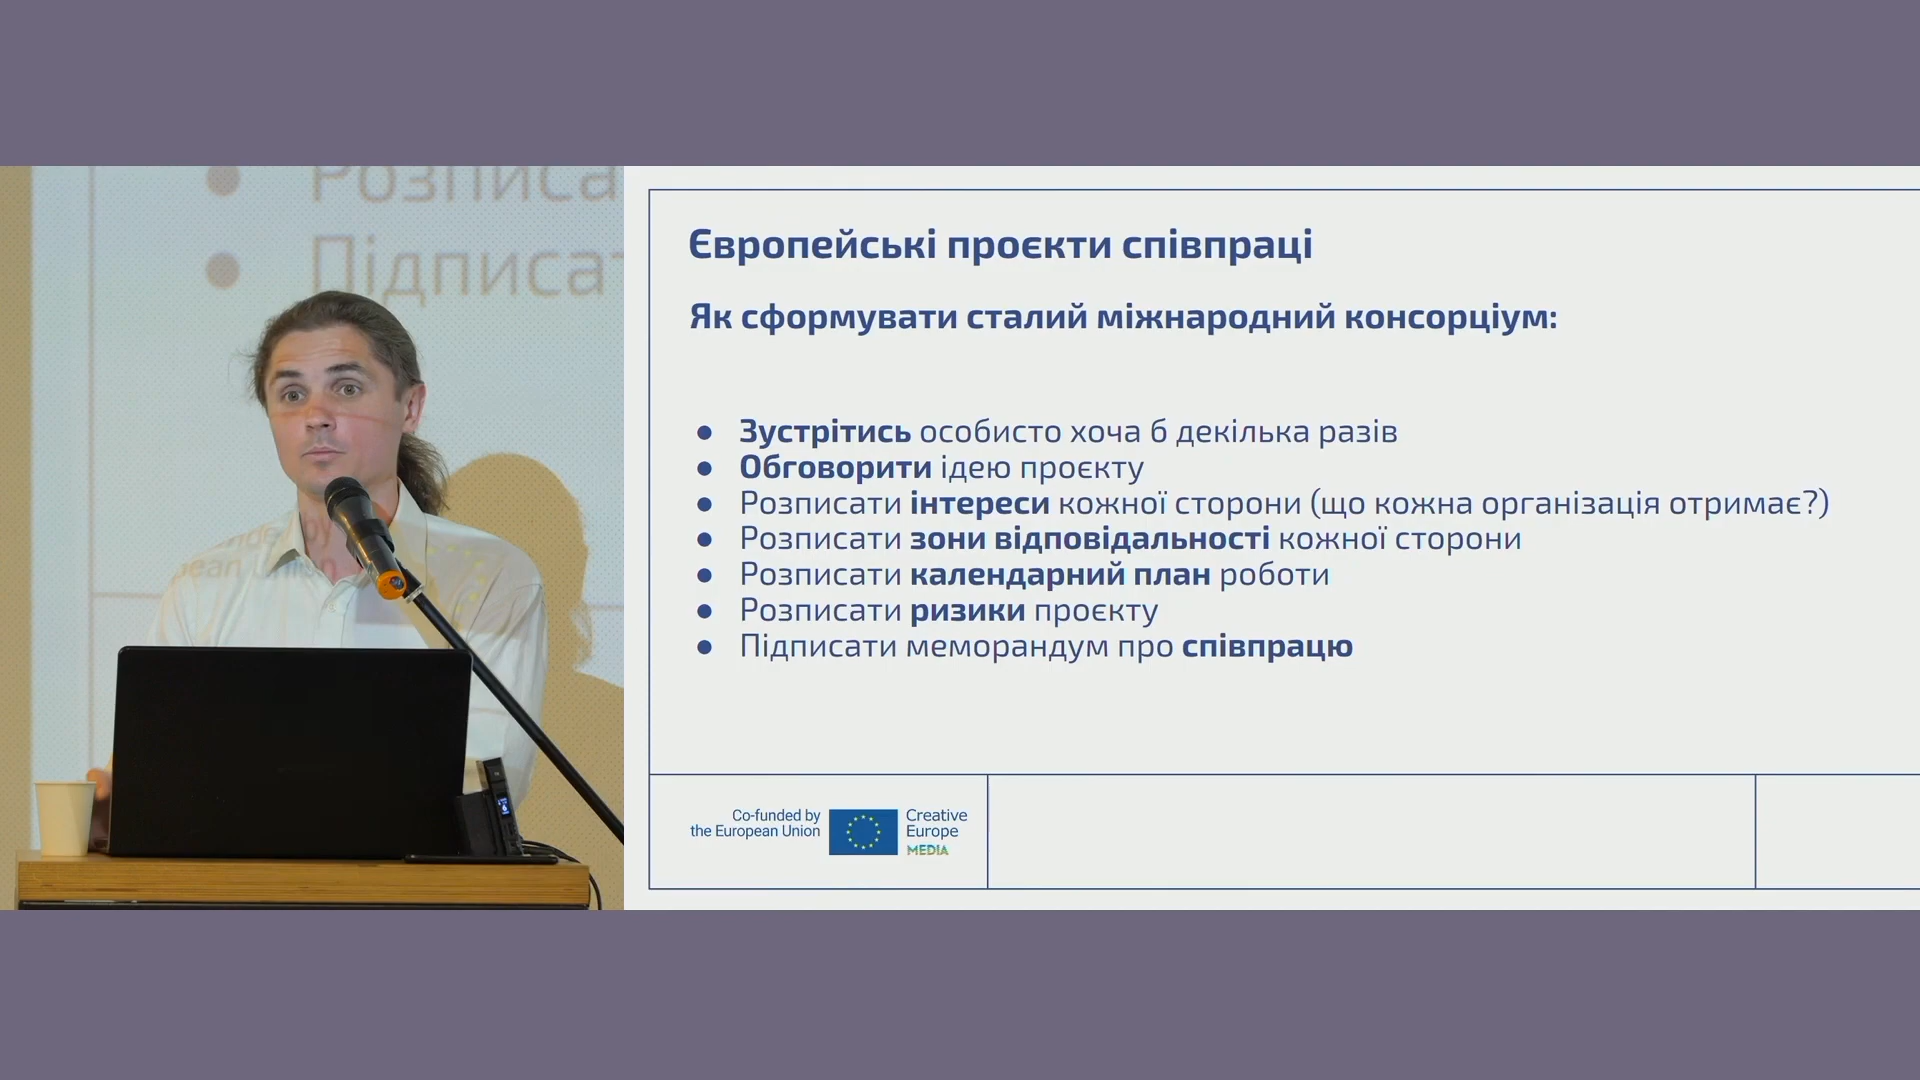 Розписа
Підписат
Європейські проєкти співпраці
Як сформувати сталий міжнародний консорціум:
● Зустрітись особисто хоча б декілька разів
● Обговорити ідею проєкту
● Розписати інтереси кожної сторони (що кожна організація отримає?)
● Розписати зони відповідальності кожної сторони
● Розписати календарний план роботи
● Розписати ризики проєкту
● Підписати меморандум про співпрацю
Co-funded by
the European Union
Creative
Europe
MEDIA